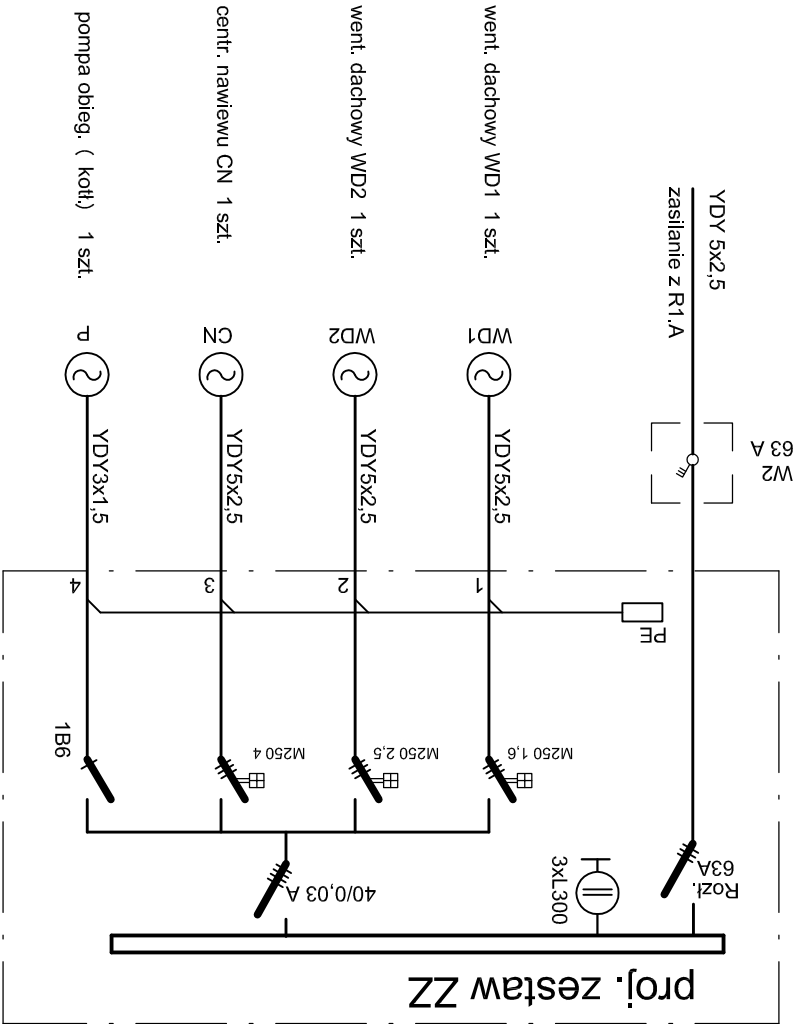 proj. zestaw ZZ
Rozł.
63A
3xL300
40/0,03 A
M250 1,6
M250 2,5
M250 4
1B6
PE
1
2
3
4
W2
63 A
YDY 5x2,5
zasilanie z R1.A
YDY5x2,5
YDY5x2,5
YDY5x2,5
YDY3x1,5
WD1
WD2
CN
P
went. dachowy WD1 1 szt.
went. dachowy WD2 1 szt.
centr. nawiewu CN 1 szt.
pompa obieg. ( kotł.) 1 szt.